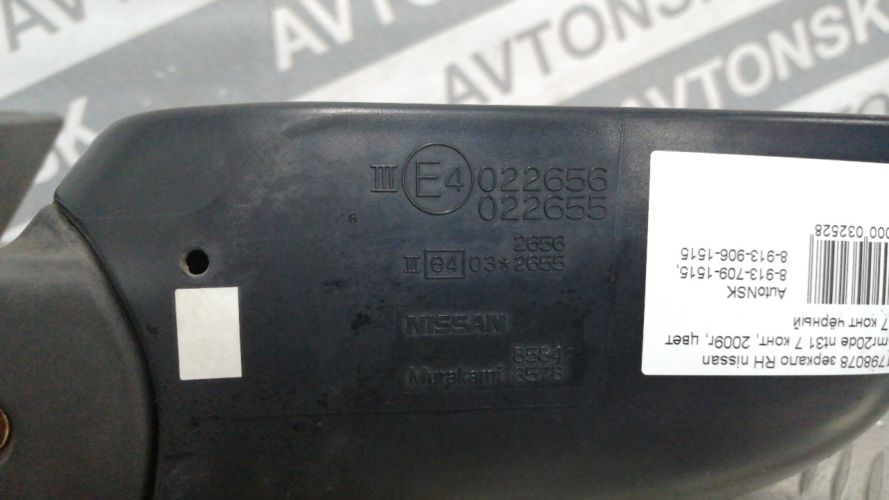 AVTONSK
AVTONSK
III E4 022656
022655
6
2656
II e4 03*2655
NISSAN
8584
Murakami 8576
798078 зеркало RH nissan
mr20de nt31 7 конт, 2009г, цвет
7 конт чёрный
AutoNSK
8-913-709-1515,
8-913-906-1515
000 032528